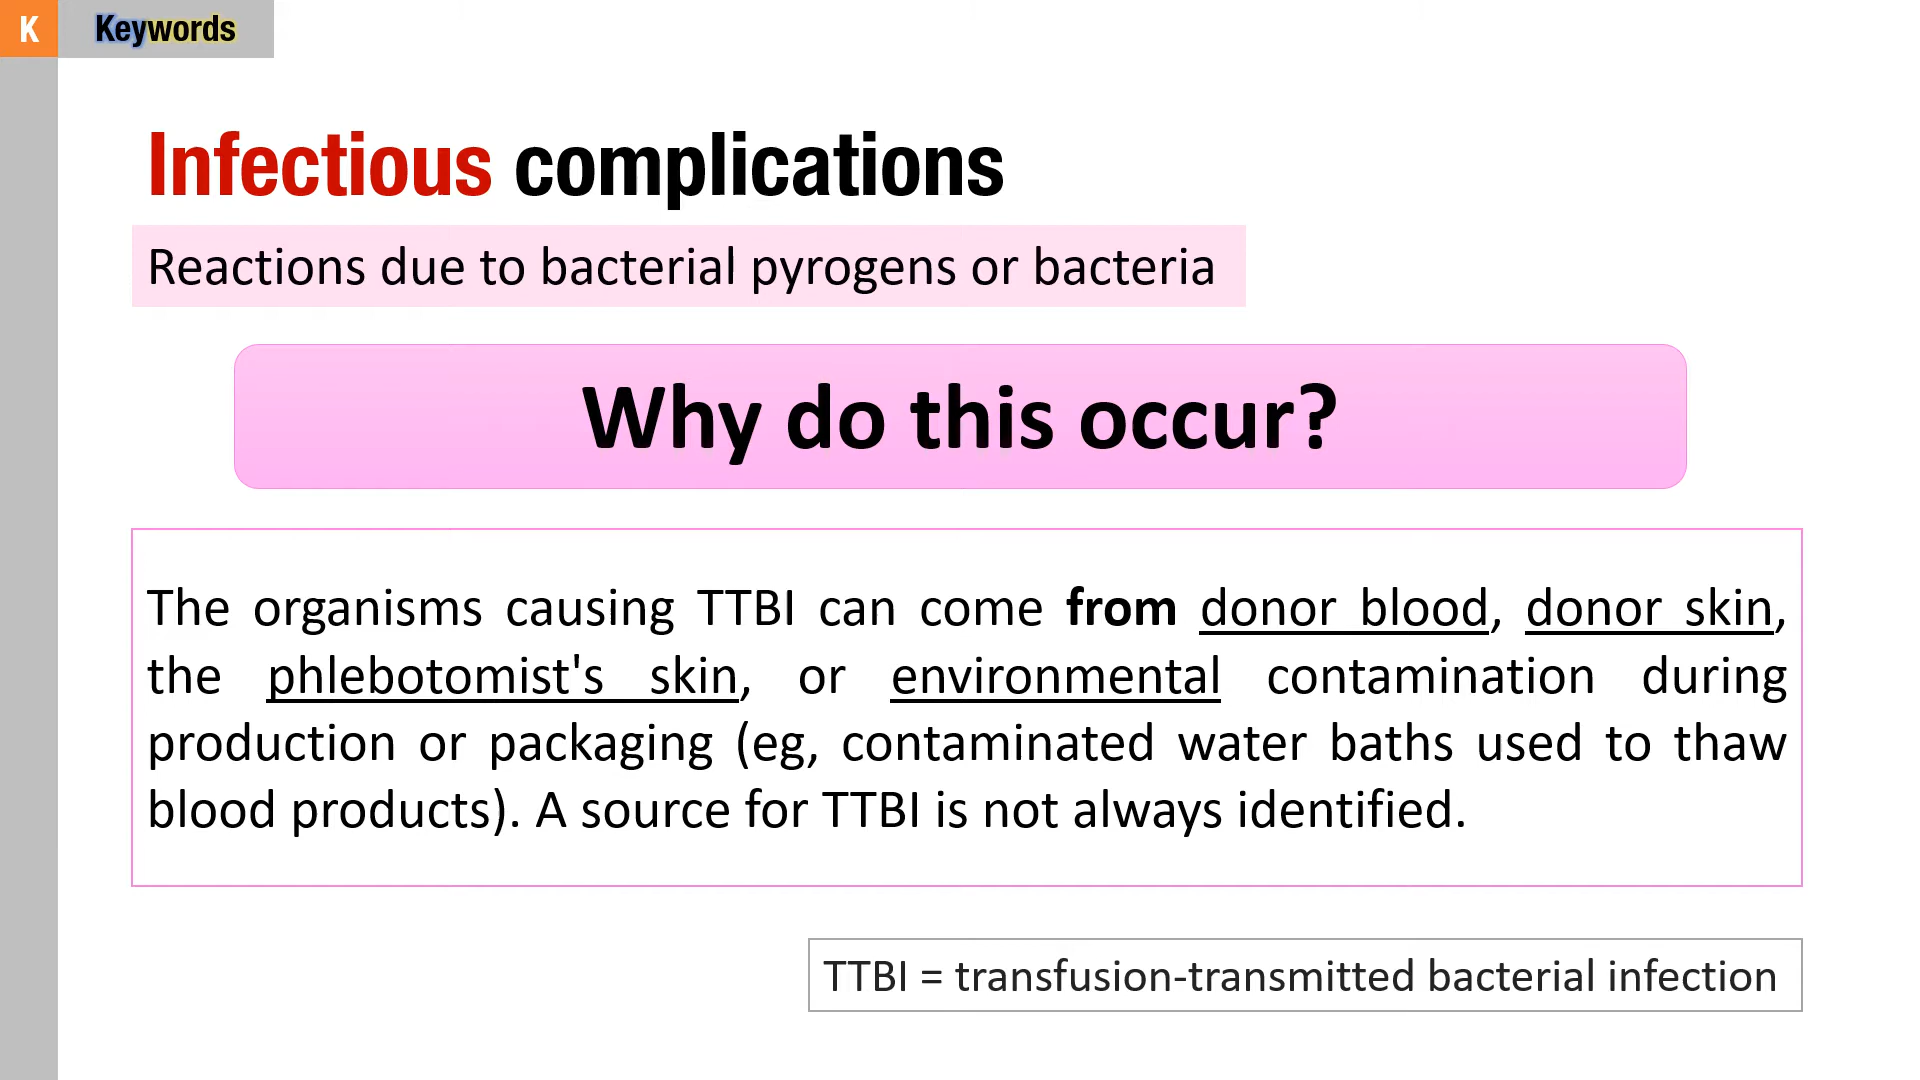 K Keywords
Infectious complications
Reactions due to bacterial pyrogens or bacteria
Why do this occur?
The organisms causing TTBI can come from donor blood, donor skin,
the phlebotomist's skin, or environmental contamination during
production or packaging (eg, contaminated water baths used to thaw
blood products). A source for TTBI is not always identified.
TTBI = transfusion-transmitted bacterial infection